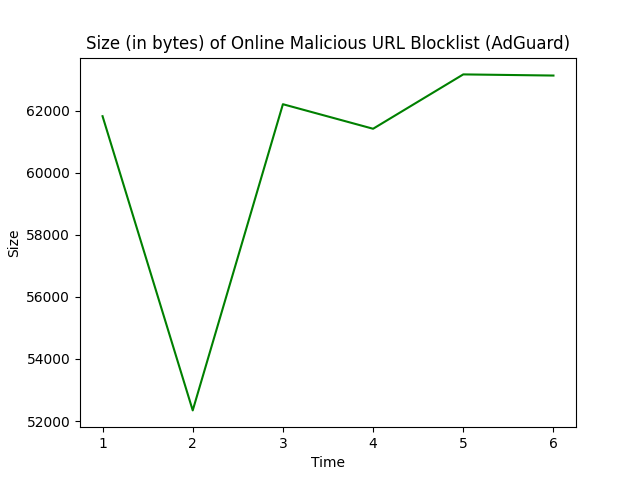 Size (in bytes) of Online Malicious URL Blocklist (AdGuard)
62000
60000
58000
56000
54000
52000
Size
1 2 3 4 5 6
Time